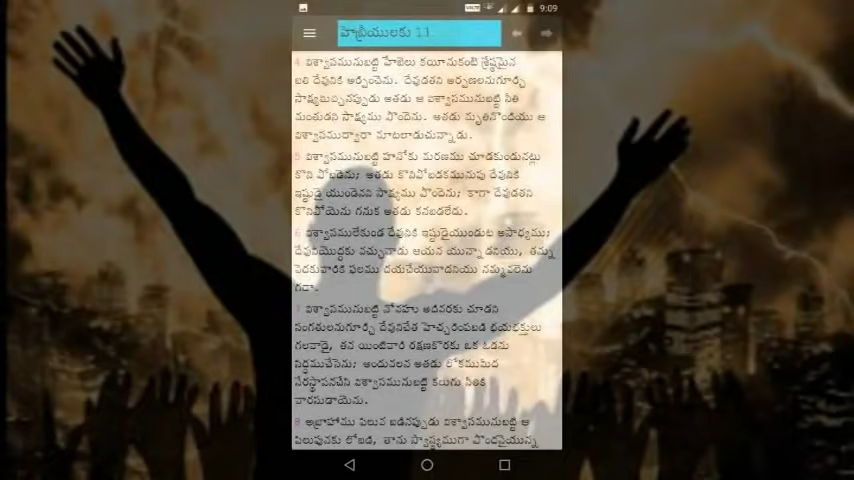 9:09
హెబ్రీయులకు 11
4 విశ్వాసమునుబట్టి హేబెలు కయీనుకంటె శ్రేష్ఠమైన
బలి దేవునికి అర్పించెను. దేవుడతని అర్పణలనుగూర్చి
సాక్ష్యమిచ్చినప్పుడు అతడు ఆ విశ్వాసమునుబట్టి నీతి
మంతుడని సాక్ష్యము పొందెను. అతడు మృతినొందియు ఆ
విశ్వాసముద్వారా మాటలాడుచున్నాడు.
5 విశ్వాసమునుబట్టి హనోకు మరణము చూడకుండునట్లు
కొని పోబడెను; అతడు కొనిపోబడకమునుపు దేవునికి
ఇష్టుడై యుండెనని సాక్ష్యము పొందెను; కాగా దేవుడతని
కొనిపోయెను గనుక అతడు కనబడలేదు.
6 విశ్వాసములేకుండ దేవునికి ఇష్టుడైయుండుట అసాధ్యము;
దేవునియొద్దకు వచ్చువాడు ఆయన యున్నా డనియు, తన్ను
వెదకువారికి ఫలము దయచేయువాడనియు నమ్మవలెను
గదా.
7 విశ్వాసమునుబట్టి నోవహు అదివరకు చూడని
సంగతులనుగూర్చి దేవునిచేత హెచ్చరింపబడి భయభక్తులు
గలవాడై, తన యింటివారి రక్షణకొరకు ఒక ఓడను
సిద్ధముచేసెను; అందువలన అతడు లోకముమీద
నేరస్థాపనచేసి విశ్వాసమునుబట్టి కలుగు నీతికి
వారసుడాయెను.
8 అబ్రాహాము పిలువ బడినప్పుడు విశ్వాసమునుబట్టి ఆ
పిలుపునకు లోబడి, తాను స్వాస్థ్యముగా పొందనైయున్న